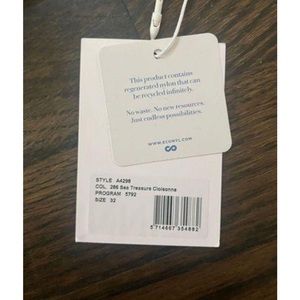 This product contains
regenerated nylon that can
be recycled infinitely.
No waste. No new resources.
Just endless possibilities.
WWW.ECONYL.COM
STYLE A4298
COL. 286 Sea Treasure Cloisonne
PROGRAM 5792
SIZE 32
5 714667 354892